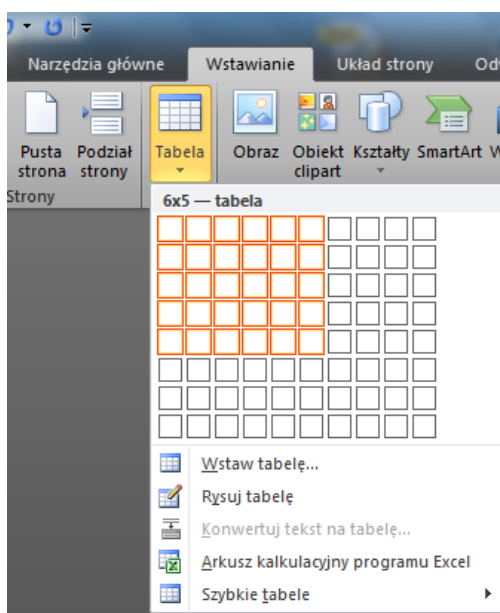 Narzędzia główne Wstawianie Układ strony
Pusta strona Podział strony Tabela Obraz Obiekt clipart Kształty SmartArt
Strony
6x5 — tabela
Wstaw tabelę...
Rysuj tabelę
Konwertuj tekst na tabelę...
Arkusz kalkulacyjny programu Excel
Szybkie tabele